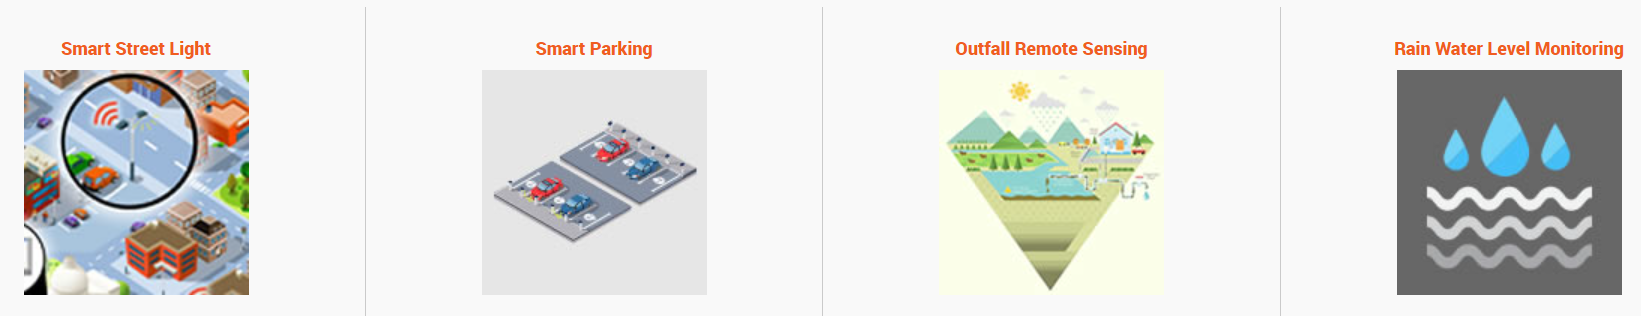 Smart Street Light
Smart Parking
Outfall Remote Sensing
Rain Water Level Monitoring